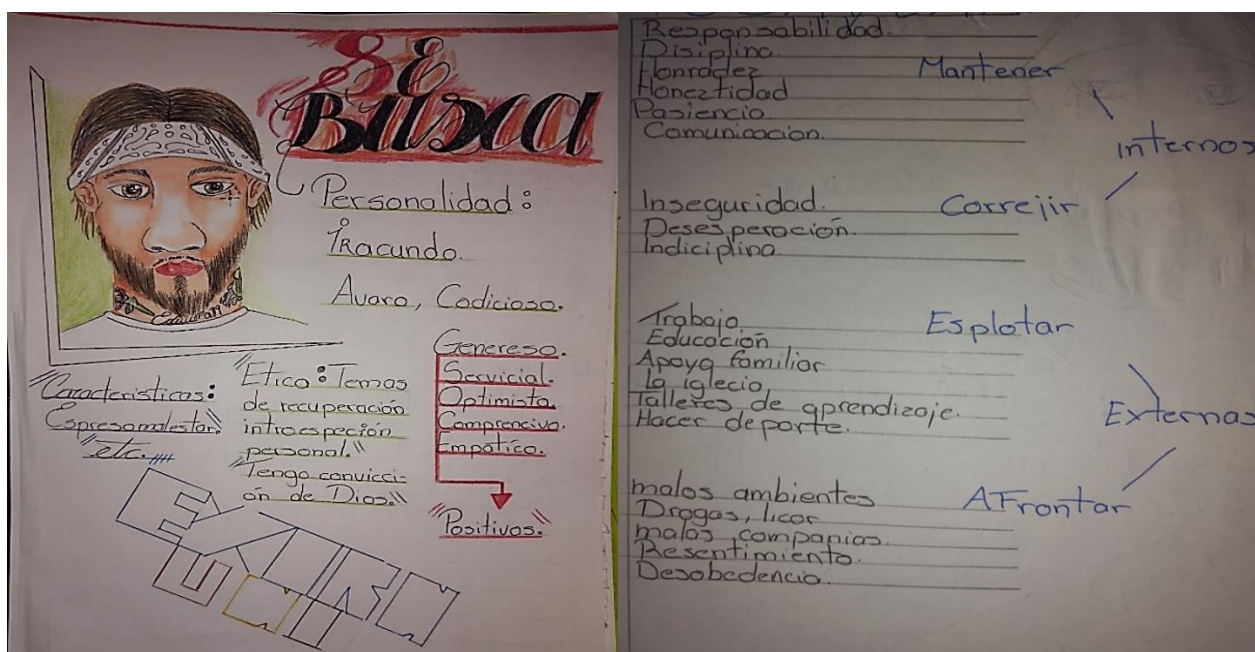 SE
BUSCA
Personalidad:
IRacundo.
Avaro, Codicioso.
Genereso.
Servicial.
Optimista.
Comprencivo.
Empótico.
"Positivos."
"Caracteristicas:
Espresomalestar."
"etc."
Etico: Temas
de recuperación
introespeción
personal."
"Tengo convicci-
ón de Dios."
Responsabilidad.
Disiplina.
Honradez
Honeztidad
Pasiencia
Comunicacion.
Mantener
internos
Inseguridad.
Desesperación.
Indiciplina.
Correjir
Trabajo
Educación
Apoyo familiar
La iglecia,
Talleres de aprendizaje.
Hacer deporte.
Esplotar
Externas
malos ambientes
Drogas, licor
malas companias.
Resentimiento.
Desobedencia.
AFrontar